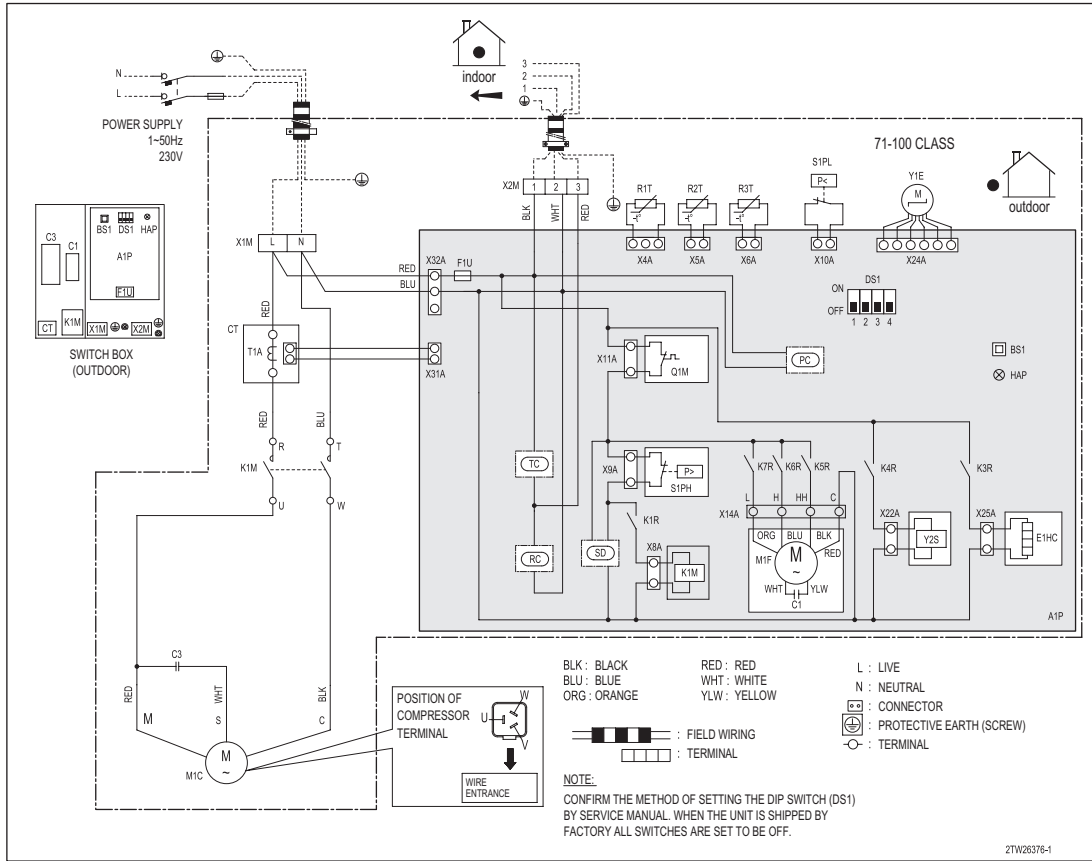 N
L
POWER SUPPLY
1~50Hz
230V
indoor
3
2
1
71-100 CLASS
outdoor
X2M 1 2 3
BLK WHT RED
R1T R2T R3T
S1PL
P<
Y1E
M
X4A X5A X6A X10A X24A
C3 C1
BS1 DS1 HAP
A1P
F1U
CT K1M X1M X2M
SWITCH BOX
(OUTDOOR)
X1M L N
RED
BLU
X32A
F1U
RED
CT
T1A
X31A
X11A
Q1M
PC
DS1
ON
OFF
1 2 3 4
BS1
HAP
RED
BLU
R T
K1M
U W
TC
RC
X9A
S1PH
P>
SD
K1R
X8A
K1M
K7R K6R K5R
L H HH C
X14A
ORG BLU BLK
RED
M1F
M
~
WHT YLW
C1
K4R
X22A
Y2S
K3R
X25A
E1HC
A1P
C3
RED
WHT
BLK
M S C
M
~
M1C
POSITION OF
COMPRESSOR
TERMINAL
U
W
V
WIRE
ENTRANCE
BLK : BLACK
BLU : BLUE
ORG : ORANGE
RED : RED
WHT : WHITE
YLW : YELLOW
L : LIVE
N : NEUTRAL
: CONNECTOR
: PROTECTIVE EARTH (SCREW)
: TERMINAL
: FIELD WIRING
: TERMINAL
NOTE:
CONFIRM THE METHOD OF SETTING THE DIP SWITCH (DS1)
BY SERVICE MANUAL. WHEN THE UNIT IS SHIPPED BY
FACTORY ALL SWITCHES ARE SET TO BE OFF.
2TW26376-1